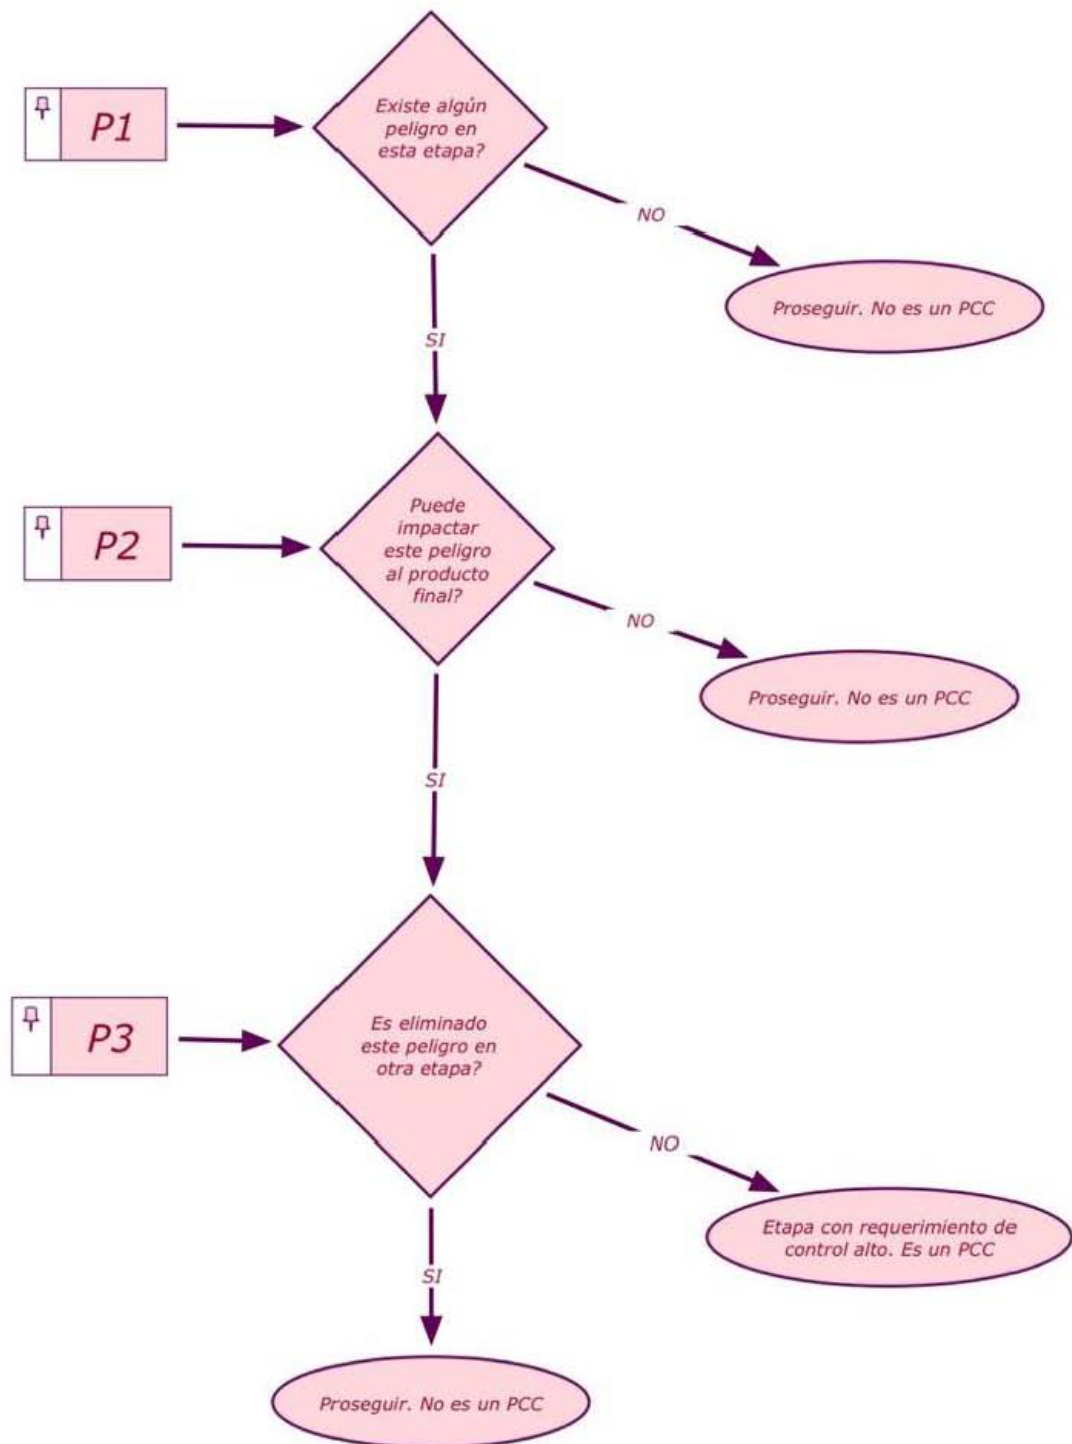 P1
Existe algún
peligro en
esta etapa?
NO
Proseguir. No es un PCC
SI
P2
Puede
impactar
este peligro
al producto
final?
NO
Proseguir. No es un PCC
SI
P3
Es eliminado
este peligro en
otra etapa?
NO
Etapa con requerimiento de
control alto. Es un PCC
SI
Proseguir. No es un PCC